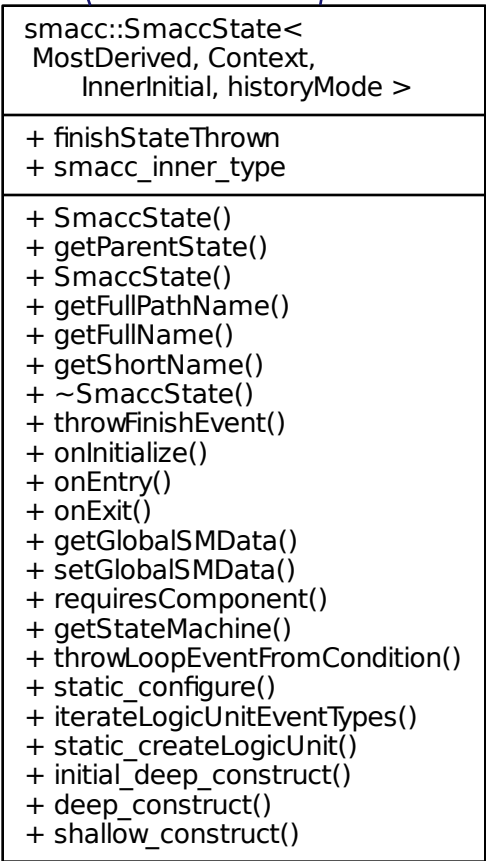 smacc::SmaccState<
MostDerived, Context,
InnerInitial, historyMode >
+ finishStateThrown
+ smacc_inner_type
+ SmaccState()
+ getParentState()
+ SmaccState()
+ getFullPathName()
+ getFullName()
+ getShortName()
+ ~SmaccState()
+ throwFinishEvent()
+ onInitialize()
+ onEntry()
+ onExit()
+ getGlobalSMData()
+ setGlobalSMData()
+ requiresComponent()
+ getStateMachine()
+ throwLoopEventFromCondition()
+ static_configure()
+ iterateLogicUnitEventTypes()
+ static_createLogicUnit()
+ initial_deep_construct()
+ deep_construct()
+ shallow_construct()